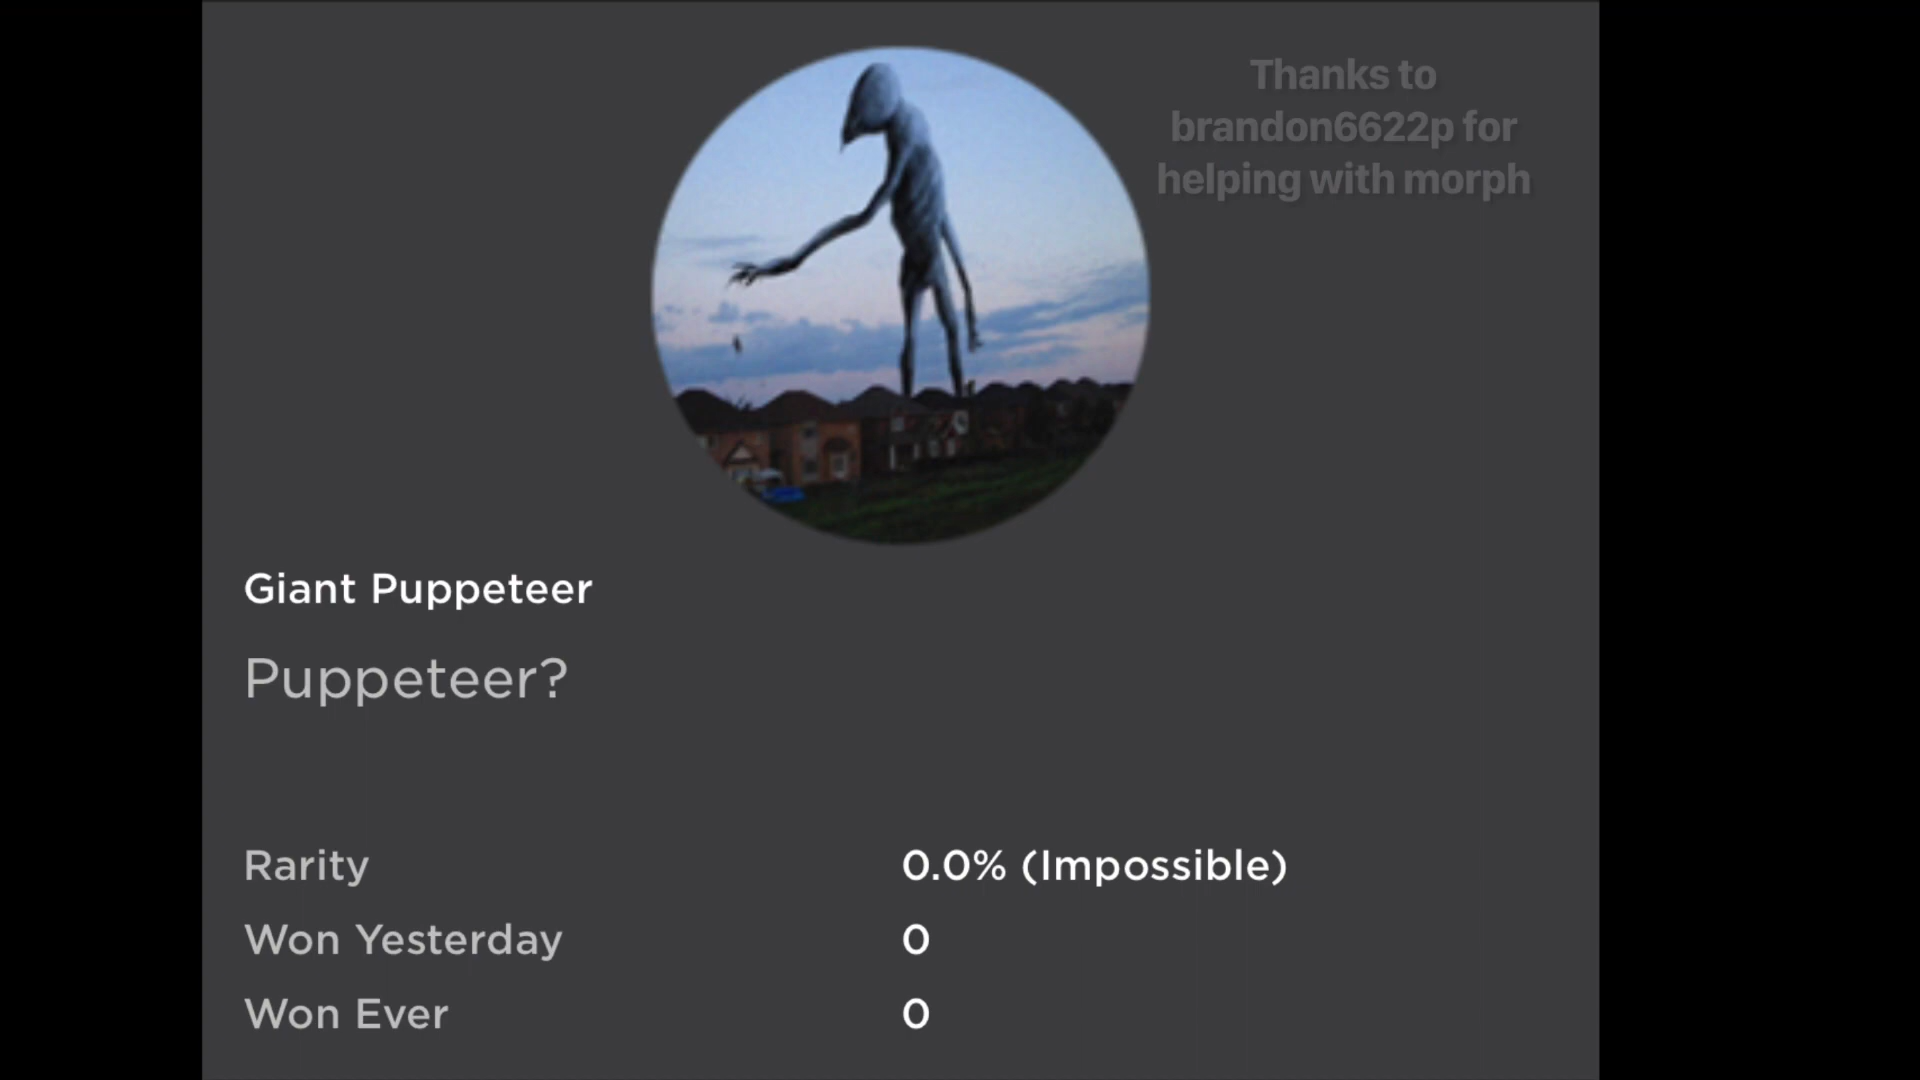 Thanks to
brandon6622p for
helping with morph
Giant Puppeteer
Puppeteer?
Rarity 0.0% (Impossible)
Won Yesterday 0
Won Ever 0